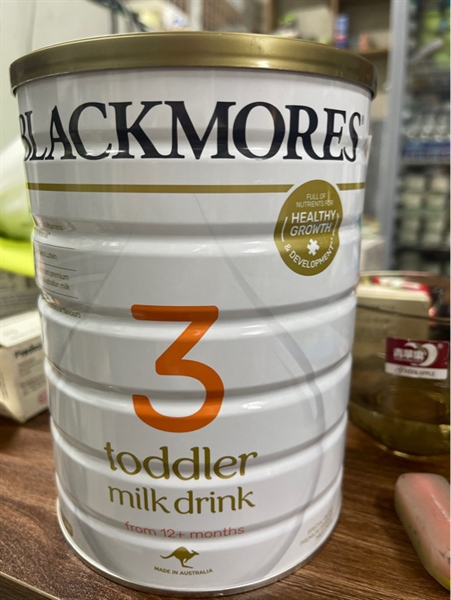 BLACKMORES
FULL OF
NUTRIENTS FOR
HEALTHY
GROWTH
& DEVELOPMENT
3
toddler
milk drink
from 12+ months
MADE IN AUSTRALIA